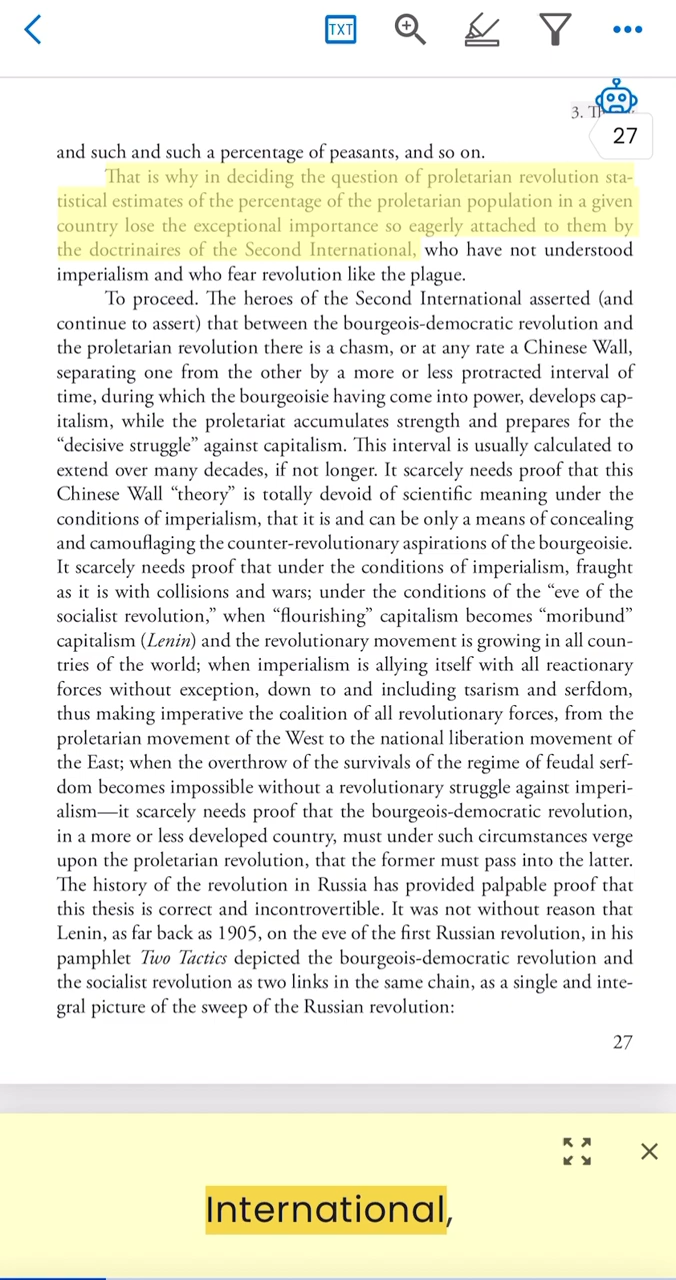 TXT
3. Th
27
and such and such a percentage of peasants, and so on.
That is why in deciding the question of proletarian revolution sta-
tistical estimates of the percentage of the proletarian population in a given
country lose the exceptional importance so eagerly attached to them by
the doctrinaires of the Second International, who have not understood
imperialism and who fear revolution like the plague.
To proceed. The heroes of the Second International asserted (and
continue to assert) that between the bourgeois-democratic revolution and
the proletarian revolution there is a chasm, or at any rate a Chinese Wall,
separating one from the other by a more or less protracted interval of
time, during which the bourgeoisie having come into power, develops cap-
italism, while the proletariat accumulates strength and prepares for the
“decisive struggle” against capitalism. This interval is usually calculated to
extend over many decades, if not longer. It scarcely needs proof that this
Chinese Wall “theory” is totally devoid of scientific meaning under the
conditions of imperialism, that it is and can be only a means of concealing
and camouflaging the counter-revolutionary aspirations of the bourgeoisie.
It scarcely needs proof that under the conditions of imperialism, fraught
as it is with collisions and wars; under the conditions of the “eve of the
socialist revolution,” when “flourishing” capitalism becomes “moribund”
capitalism (Lenin) and the revolutionary movement is growing in all coun-
tries of the world; when imperialism is allying itself with all reactionary
forces without exception, down to and including tsarism and serfdom,
thus making imperative the coalition of all revolutionary forces, from the
proletarian movement of the West to the national liberation movement of
the East; when the overthrow of the survivals of the regime of feudal serf-
dom becomes impossible without a revolutionary struggle against imperi-
alism—it scarcely needs proof that the bourgeois-democratic revolution,
in a more or less developed country, must under such circumstances verge
upon the proletarian revolution, that the former must pass into the latter.
The history of the revolution in Russia has provided palpable proof that
this thesis is correct and incontrovertible. It was not without reason that
Lenin, as far back as 1905, on the eve of the first Russian revolution, in his
pamphlet Two Tactics depicted the bourgeois-democratic revolution and
the socialist revolution as two links in the same chain, as a single and inte-
gral picture of the sweep of the Russian revolution:
27
International,